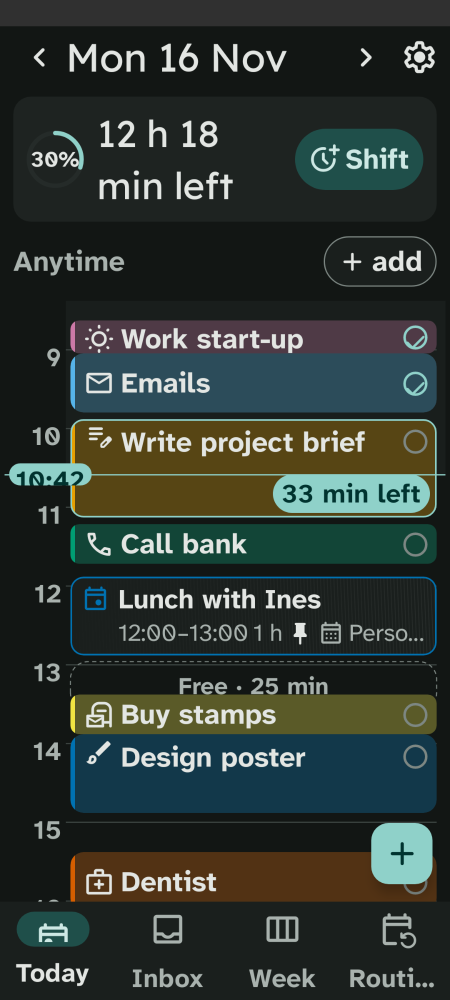 Mon 16 Nov
30%
12 h 18
min left
Shift
Anytime
+ add
9
Work start-up
Emails
10
Write project brief
10:42
33 min left
11
Call bank
12
Lunch with Ines
12:00–13:00 1 h Perso…
13
Free · 25 min
Buy stamps
14
Design poster
15
Dentist
Today
Inbox
Week
Routi…